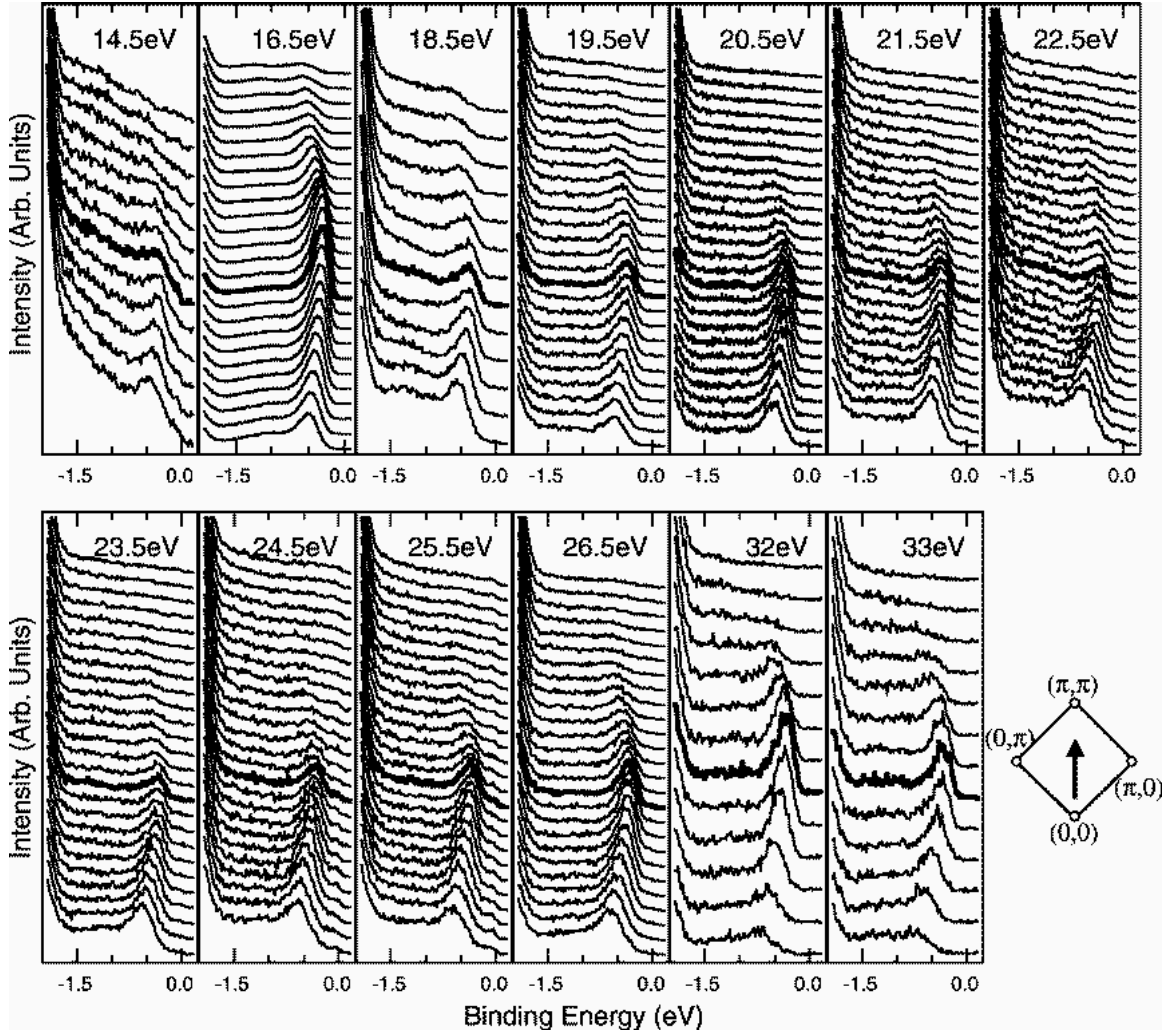 14.5eV 16.5eV 18.5eV 19.5eV 20.5eV 21.5eV 22.5eV
Intensity (Arb. Units)
-1.5 0.0 -1.5 0.0 -1.5 0.0 -1.5 0.0 -1.5 0.0 -1.5 0.0 -1.5 0.0
23.5eV 24.5eV 25.5eV 26.5eV 32eV 33eV
Intensity (Arb. Units)
(π,π)
(0,π)
(π,0)
(0,0)
-1.5 0.0 -1.5 0.0 -1.5 0.0 -1.5 0.0 -1.5 0.0 -1.5 0.0
Binding Energy (eV)